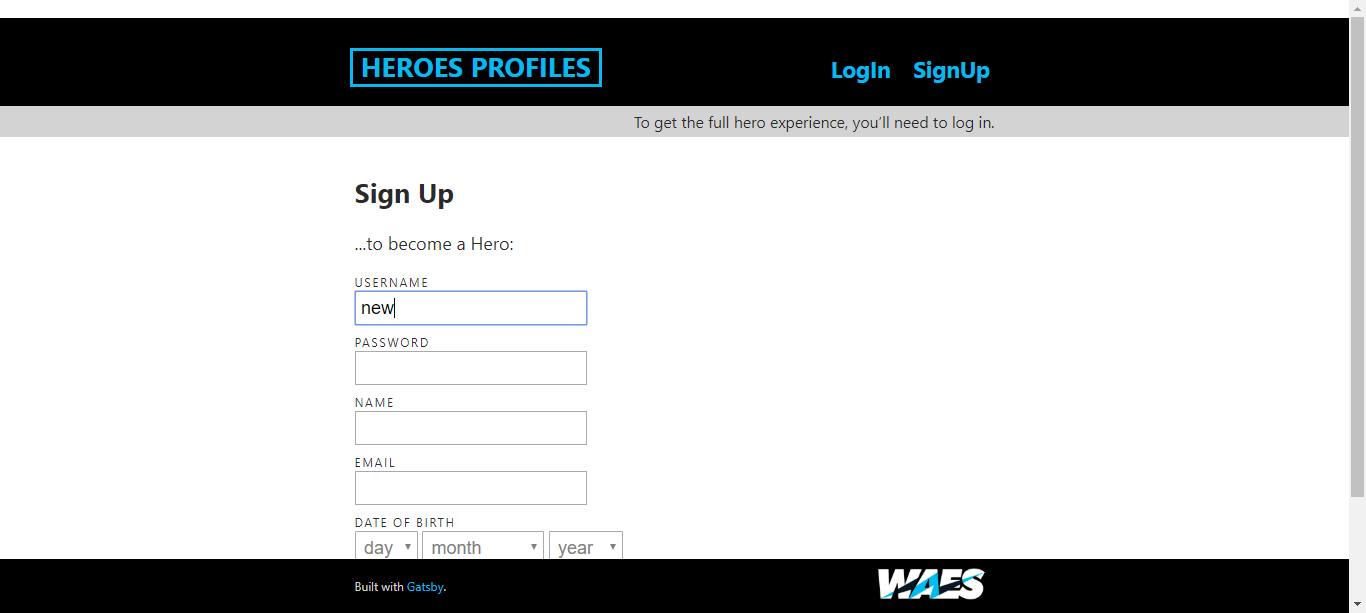 HEROES PROFILES
LogIn SignUp
To get the full hero experience, you'll need to log in.
Sign Up
...to become a Hero:
USERNAME
new
PASSWORD
NAME
EMAIL
DATE OF BIRTH
day month year
Built with Gatsby.
WAES